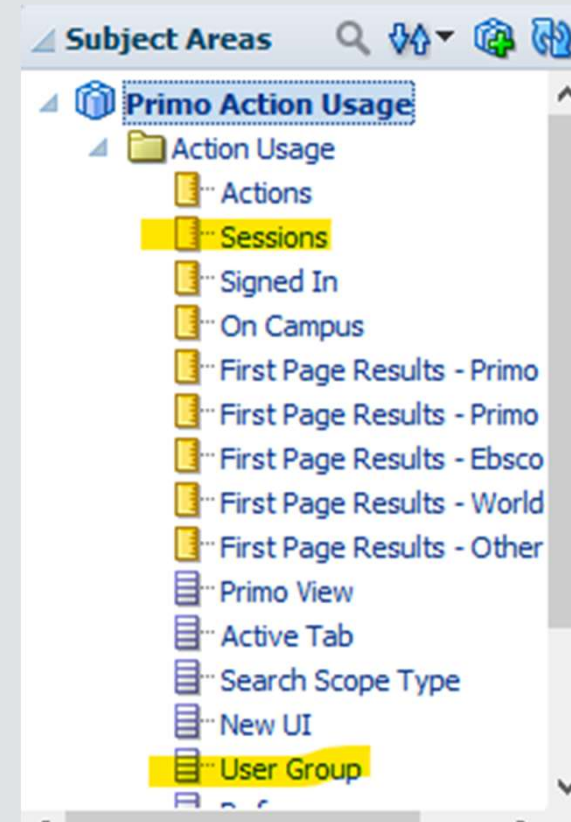 Subject Areas
Primo Action Usage
Action Usage
Actions
Sessions
Signed In
On Campus
First Page Results - Primo
First Page Results - Primo
First Page Results - Ebsco
First Page Results - World
First Page Results - Other
Primo View
Active Tab
Search Scope Type
New UI
User Group